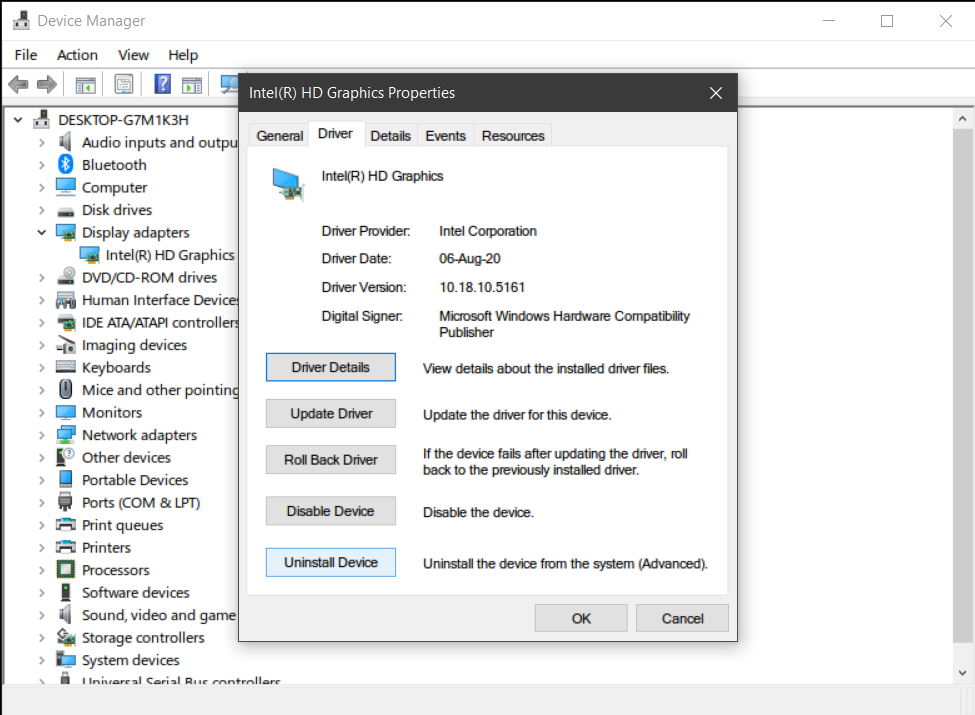 Device Manager
File Action View Help
DESKTOP-G7M1K3H
Audio inputs and outpu
Bluetooth
Computer
Disk drives
Display adapters
Intel(R) HD Graphics
DVD/CD-ROM drives
Human Interface Devices
IDE ATA/ATAPI controllers
Imaging devices
Keyboards
Mice and other pointing
Monitors
Network adapters
Other devices
Portable Devices
Ports (COM & LPT)
Print queues
Printers
Processors
Software devices
Sound, video and game
Storage controllers
System devices
Universal Serial Bus controllers
Intel(R) HD Graphics Properties
General Driver Details Events Resources
Intel(R) HD Graphics
Driver Provider: Intel Corporation
Driver Date: 06-Aug-20
Driver Version: 10.18.10.5161
Digital Signer: Microsoft Windows Hardware Compatibility
Publisher
Driver Details View details about the installed driver files.
Update Driver Update the driver for this device.
Roll Back Driver If the device fails after updating the driver, roll
back to the previously installed driver.
Disable Device Disable the device.
Uninstall Device Uninstall the device from the system (Advanced).
OK Cancel